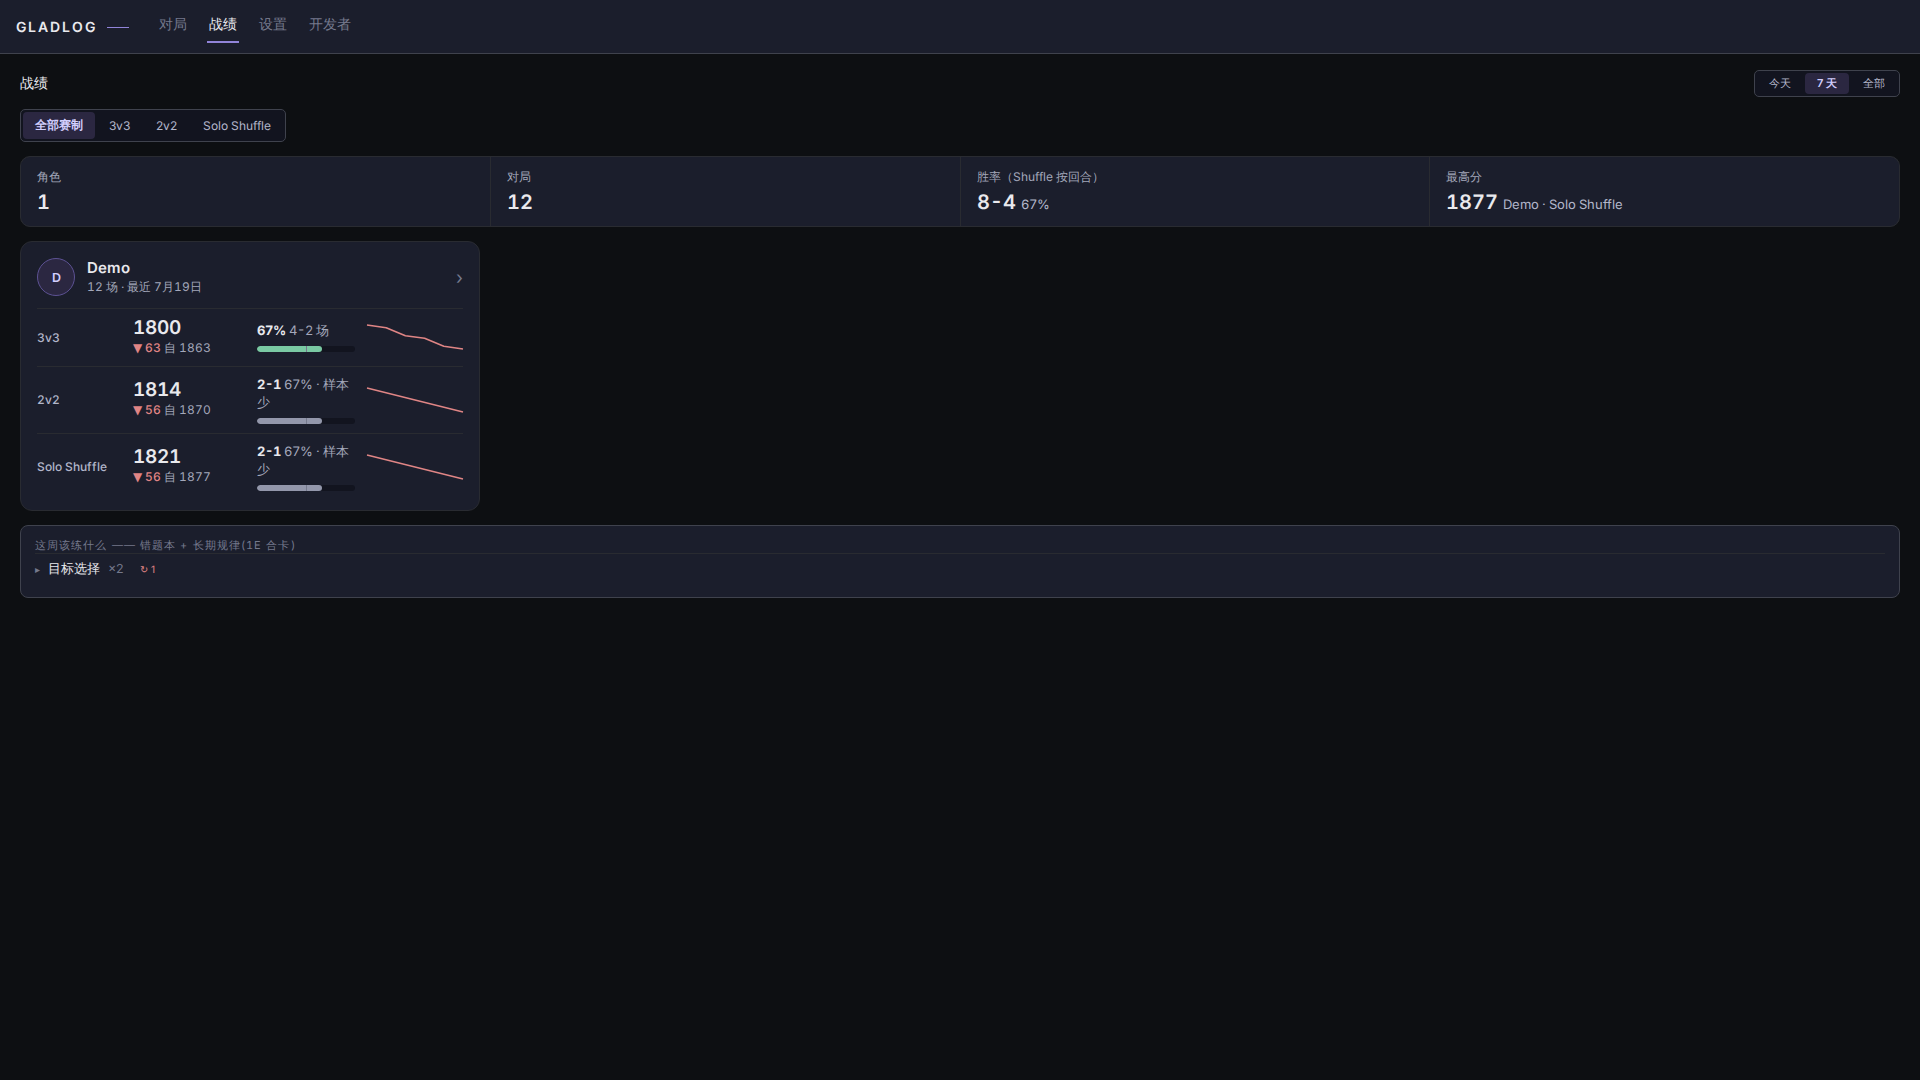 GLADLOG 对局 战绩 设置 开发者
战绩
今天 7 天 全部
全部赛制 3v3 2v2 Solo Shuffle
角色
1
对局
12
胜率（Shuffle 按回合）
8-4 67%
最高分
1877 Demo · Solo Shuffle
D
Demo
12 场 · 最近 7月19日
›
3v3
1800
▼ 63 自 1863
67% 4-2 场
2v2
1814
▼ 56 自 1870
2-1 67% · 样本
少
Solo Shuffle
1821
▼ 56 自 1877
2-1 67% · 样本
少
这周该练什么 —— 错题本 + 长期规律(1E 合卡)
▸ 目标选择 ×2 ↻ 1